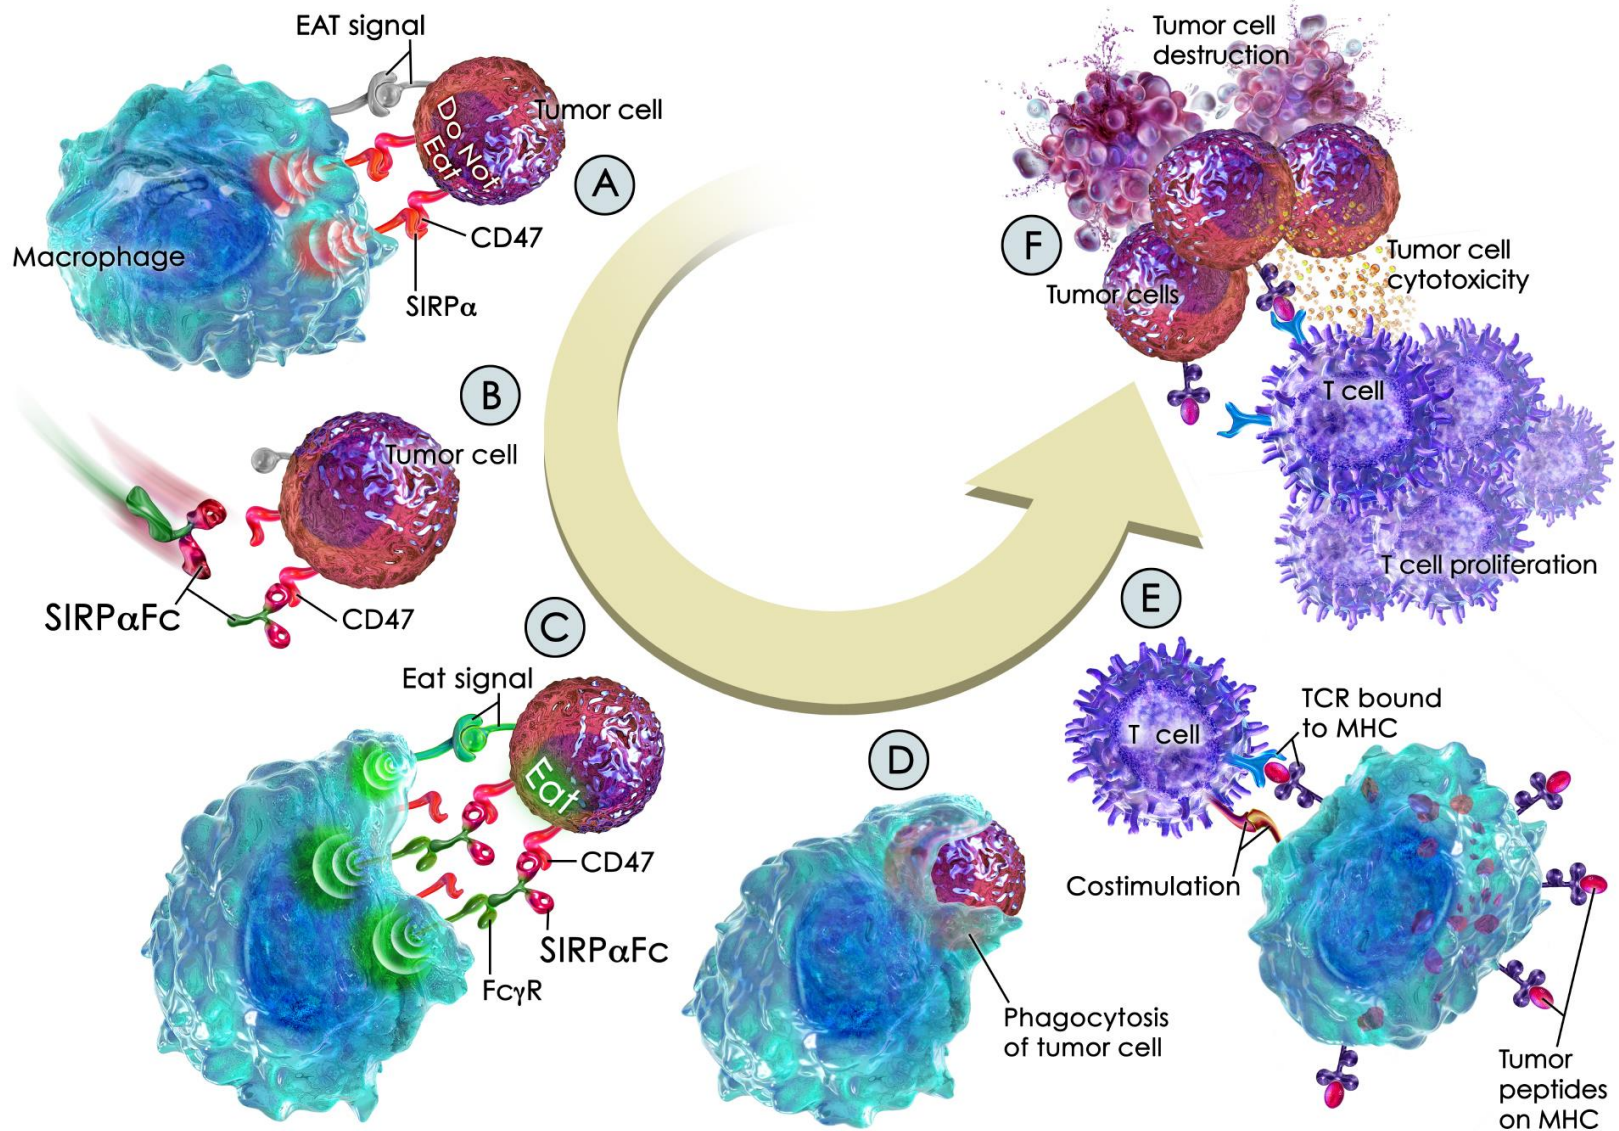 EAT signal
Tumor cell
Do Not
Eat
A
Macrophage
CD47
SIRPα
B
Tumor cell
SIRPαFc
CD47
C
Eat signal
Eat
CD47
SIRPαFc
FcγR
D
Phagocytosis
of tumor cell
E
T cell
TCR bound
to MHC
Costimulation
Tumor
peptides
on MHC
F
Tumor cell
destruction
Tumor cells
Tumor cell
cytotoxicity
T cell
T cell proliferation